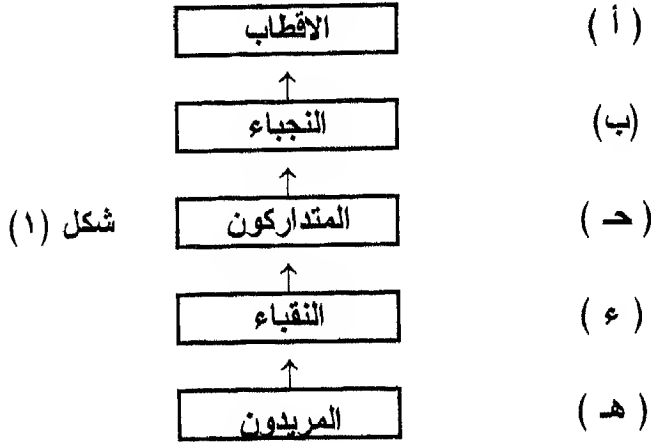 ( أ ) الاقطاب
(ب) النجباء
( حـ ) المتداركون شكل (١)
( ء ) النقباء
( هـ ) المريدون